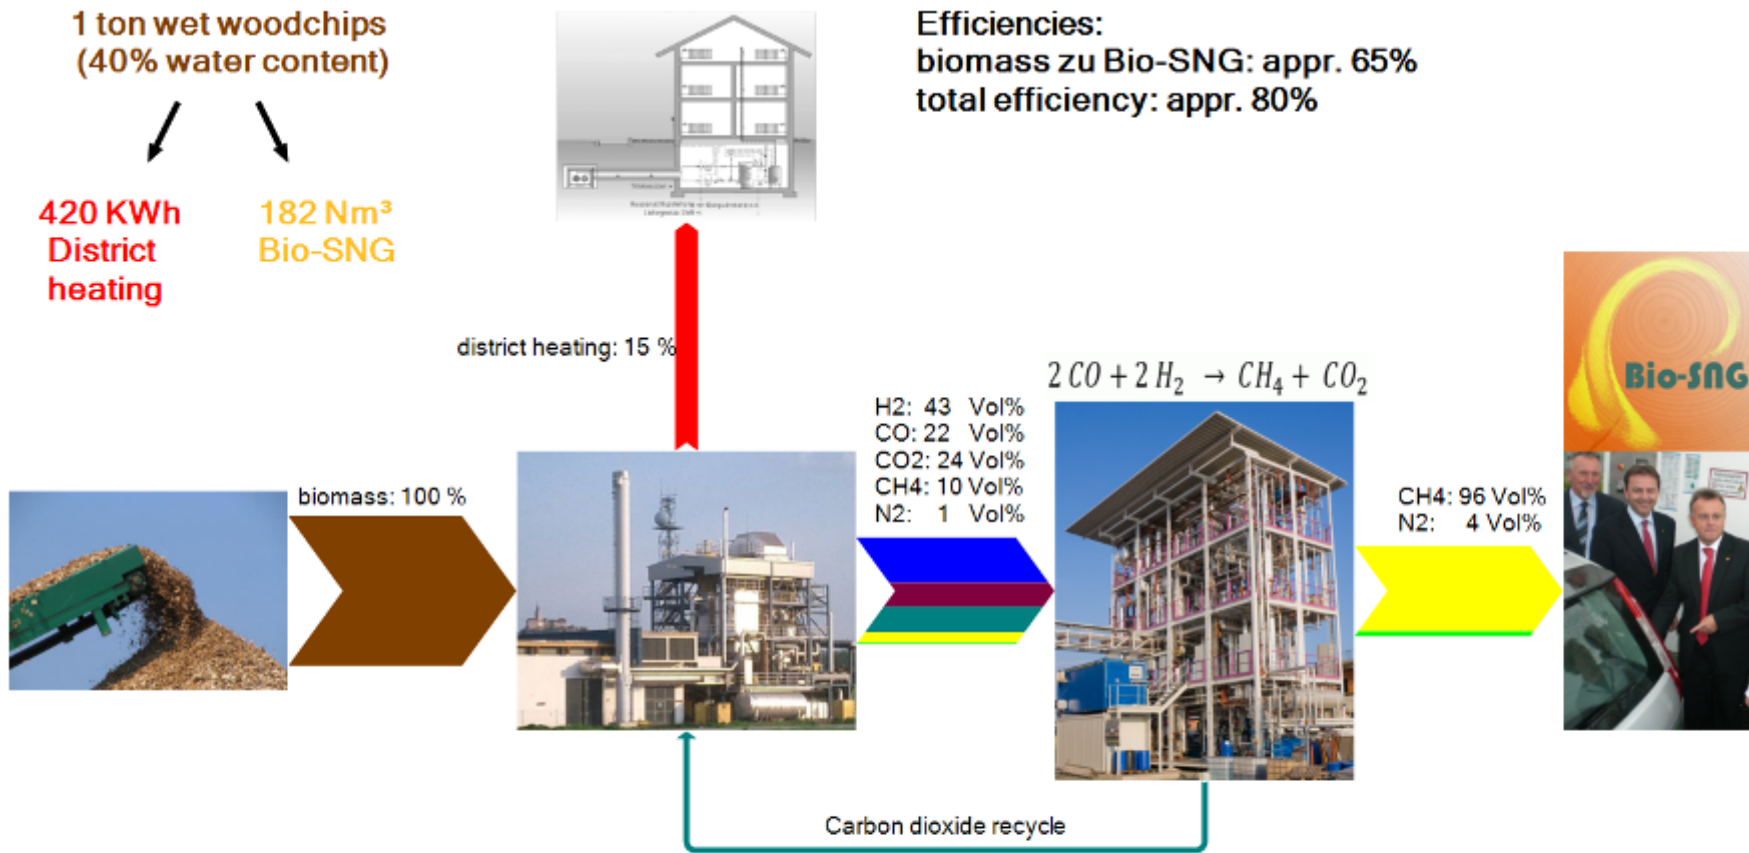 1 ton wet woodchips
(40% water content)
420 KWh
District
heating
182 Nm³
Bio-SNG
Efficiencies:
biomass zu Bio-SNG: appr. 65%
total efficiency: appr. 80%
district heating: 15 %
biomass: 100 %
H2: 43 Vol%
CO: 22 Vol%
CO2: 24 Vol%
CH4: 10 Vol%
N2: 1 Vol%
2 CO + 2 H₂ → CH₄ + CO₂
CH4: 96 Vol%
N2: 4 Vol%
Bio-SNG
Carbon dioxide recycle